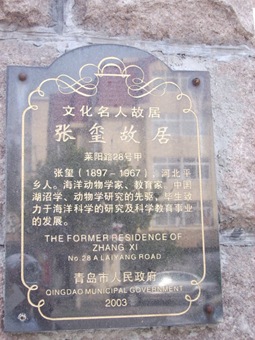 文化名人故居
张玺故居
莱阳路28号甲
张玺（1897－1967），河北平
乡人。海洋动物学家、教育家，中国
湖沼学、动物学研究的先驱，毕生致
力于海洋科学的研究及科学教育事业
的发展。
THE FORMER RESIDENCE OF
ZHANG XI
No 28 A LAIYANG ROAD
青岛市人民政府
QINGDAO MUNICIPAL GOVERNMENT
2003